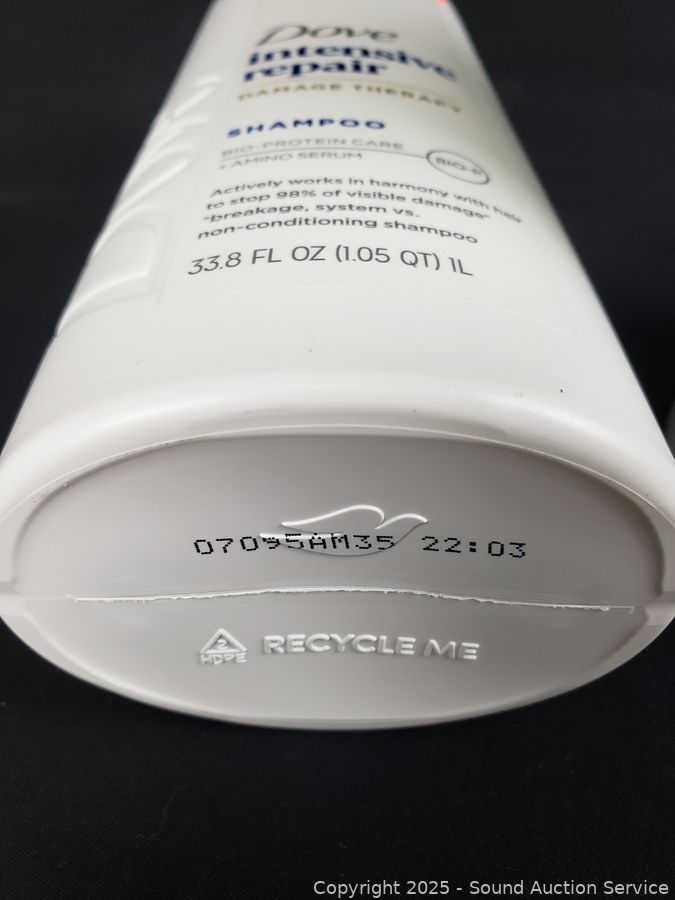 Dove
intensive
repair
DAMAGE THERAPY
SHAMPOO
BIO-PROTEIN CARE
+ AMINO SERUM
BIO-P
Actively works in harmony with hair
to stop 98% of visible damage*
*breakage, system vs.
non-conditioning shampoo
33.8 FL OZ (1.05 QT) 1L
07095AM35 22:03
2
HDPE
RECYCLE ME
Copyright 2025 - Sound Auction Service